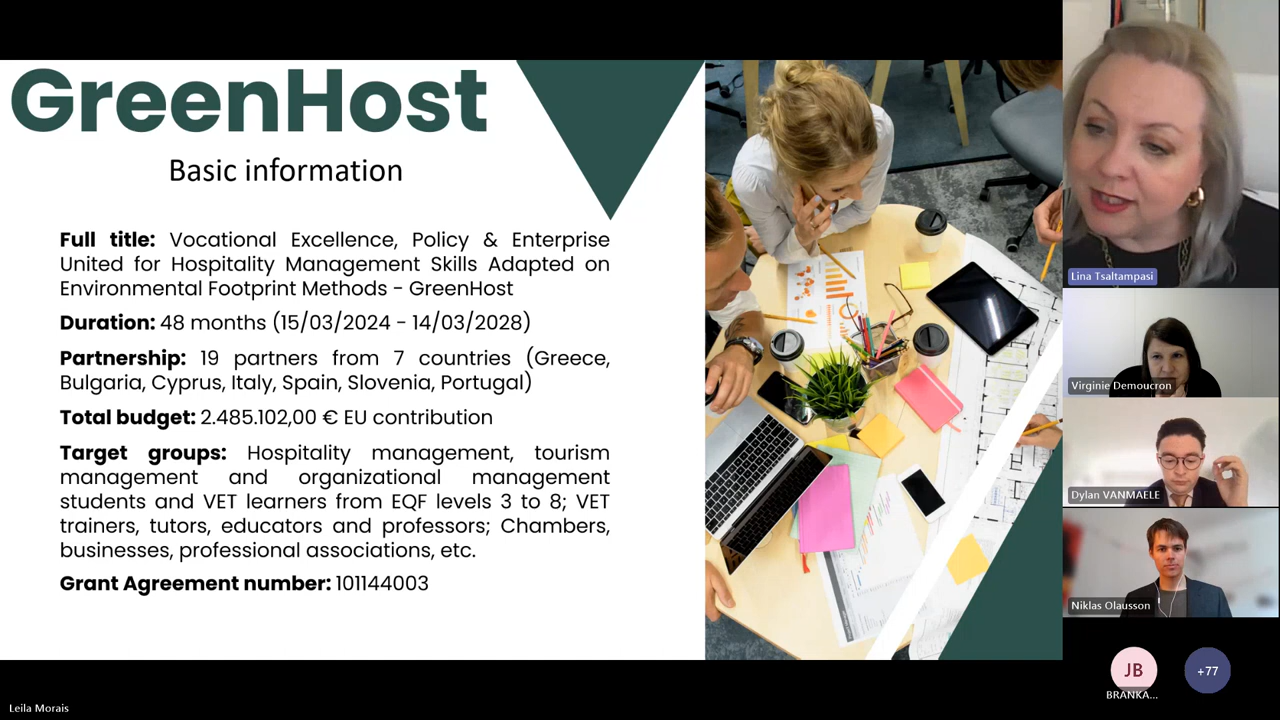 GreenHost
Basic information
Full title: Vocational Excellence, Policy & Enterprise
United for Hospitality Management Skills Adapted on
Environmental Footprint Methods - GreenHost
Duration: 48 months (15/03/2024 - 14/03/2028)
Partnership: 19 partners from 7 countries (Greece,
Bulgaria, Cyprus, Italy, Spain, Slovenia, Portugal)
Total budget: 2.485.102,00 € EU contribution
Target groups: Hospitality management, tourism
management and organizational management
students and VET learners from EQF levels 3 to 8; VET
trainers, tutors, educators and professors; Chambers,
businesses, professional associations, etc.
Grant Agreement number: 101144003
Lina Tsaltampasi
Virginie Demoucron
Dylan VANMAELE
Niklas Olausson
JB
+77
BRANKA...
Leila Morais